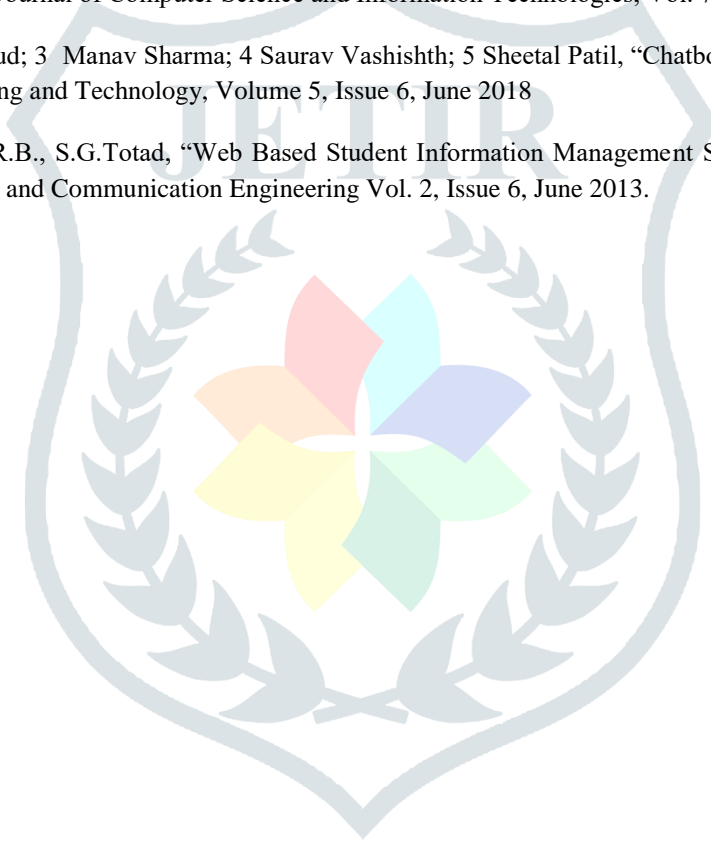 Journal of Computer Science and Information Technologies, Vol. 7
ud; 3 Manav Sharma; 4 Saurav Vashishth; 5 Sheetal Patil, “Chatbo
ng and Technology, Volume 5, Issue 6, June 2018
R.B., S.G.Totad, “Web Based Student Information Management S
and Communication Engineering Vol. 2, Issue 6, June 2013.
JETIR